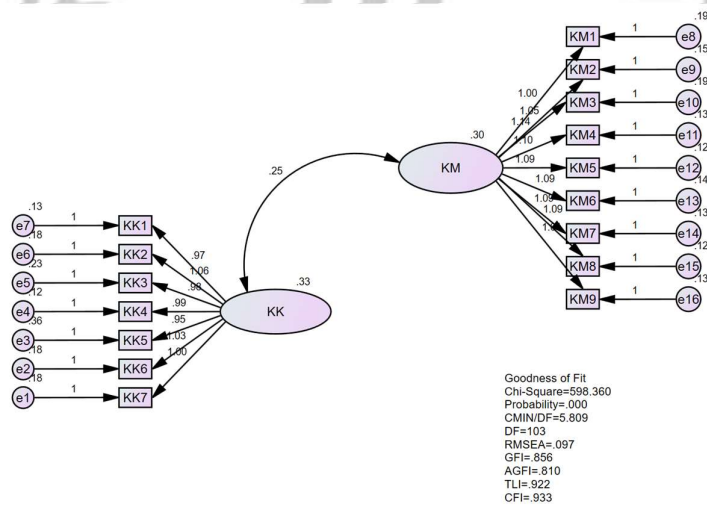 .19
KM1
1
e8
.15
KM2
1
e9
.19
KM3
1
e10
.13
KM4
1
e11
.12
KM5
1
e12
.14
KM6
1
e13
.13
KM7
1
e14
.12
KM8
1
e15
.13
KM9
1
e16
1.00
1.05
1.14
1.10
1.09
1.09
1.09
.30
KM
.25
.13
e7
1
KK1
.18
e6
1
KK2
.23
e5
1
KK3
.12
e4
1
KK4
.36
e3
1
KK5
.18
e2
1
KK6
.18
e1
1
KK7
.97
1.06
.98
.99
.95
1.03
1.00
.33
KK
Goodness of Fit
Chi-Square=598.360
Probability=.000
CMIN/DF=5.809
DF=103
RMSEA=.097
GFI=.856
AGFI=.810
TLI=.922
CFI=.933